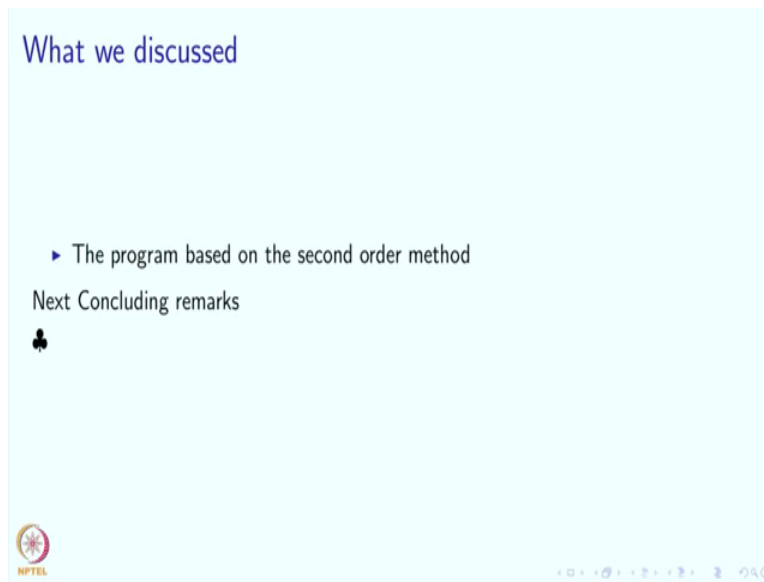 What we discussed
The program based on the second order method
Next Concluding remarks
NPTEL